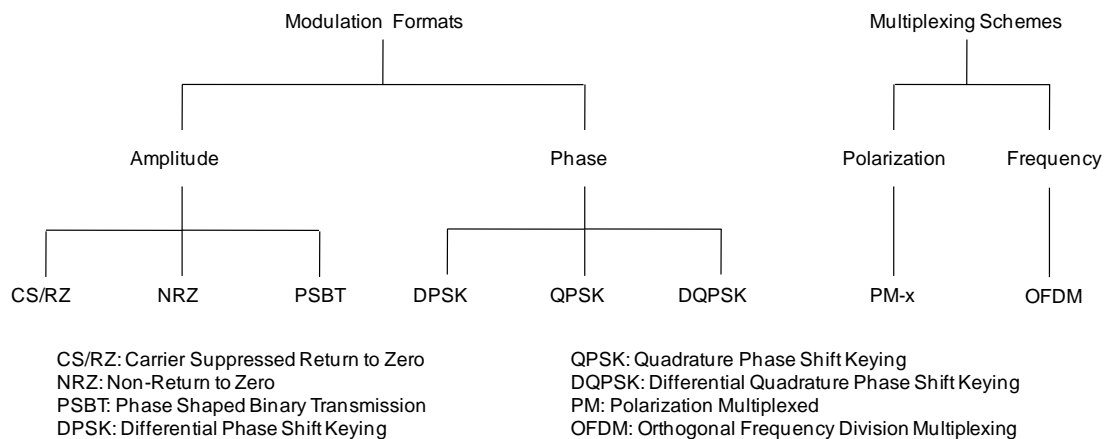 Modulation Formats
Multiplexing Schemes
Amplitude
Phase
Polarization
Frequency
CS/RZ
NRZ
PSBT
DPSK
QPSK
DQPSK
PM-x
OFDM
CS/RZ: Carrier Suppressed Return to Zero
NRZ: Non-Return to Zero
PSBT: Phase Shaped Binary Transmission
DPSK: Differential Phase Shift Keying
QPSK: Quadrature Phase Shift Keying
DQPSK: Differential Quadrature Phase Shift Keying
PM: Polarization Multiplexed
OFDM: Orthogonal Frequency Division Multiplexing